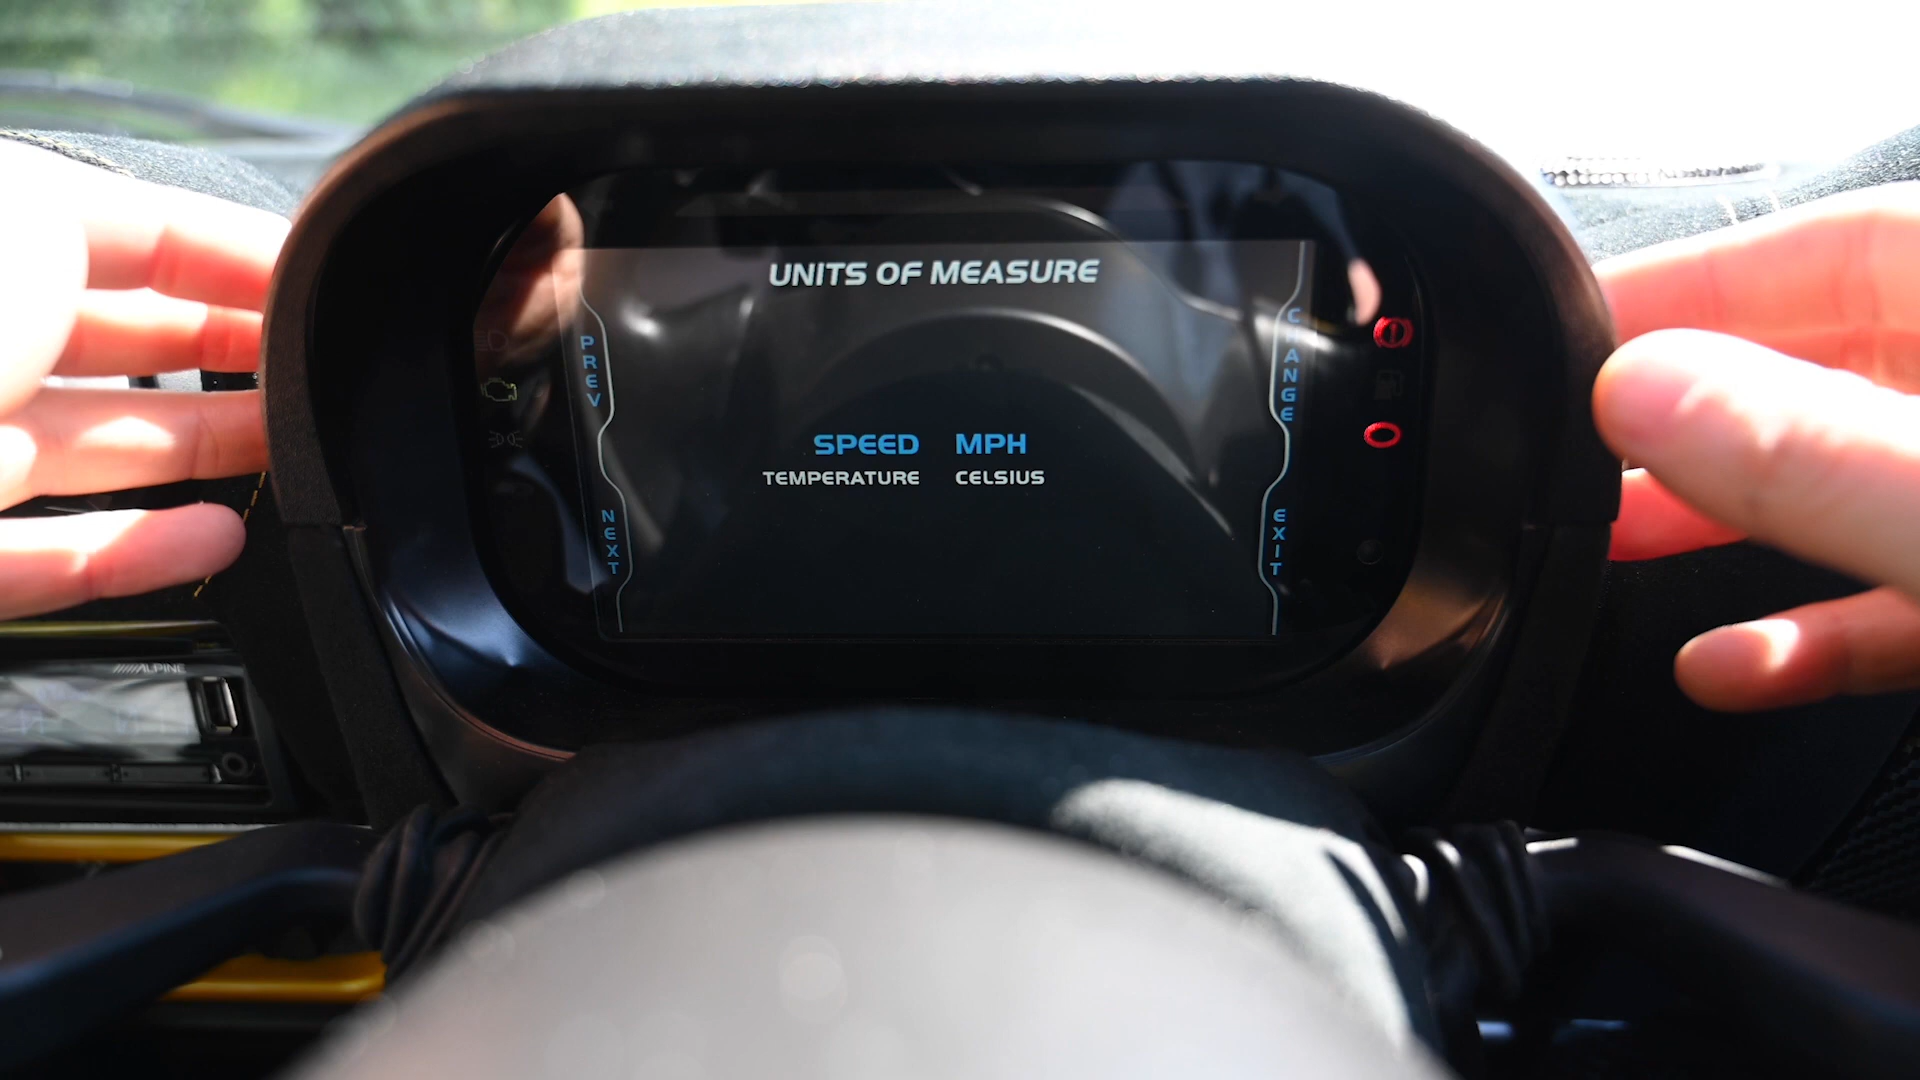 UNITS OF MEASURE
PREV
CHANGE
SPEED MPH
TEMPERATURE CELSIUS
NEXT
EXIT
ALPINE